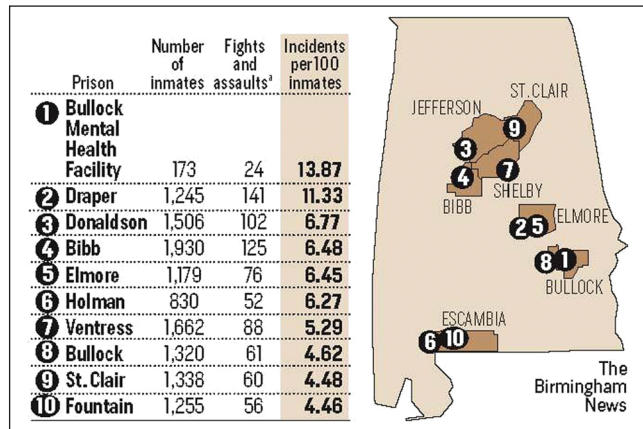 Number Fights Incidents
of and per 100
Prison inmates assaultsª inmates
1 Bullock
Mental
Health
Facility 173 24 13.87
2 Draper 1,245 141 11.33
3 Donaldson 1,506 102 6.77
4 Bibb 1,930 125 6.48
5 Elmore 1,179 76 6.45
6 Holman 830 52 6.27
7 Ventress 1,662 88 5.29
8 Bullock 1,320 61 4.62
9 St. Clair 1,338 60 4.48
10 Fountain 1,255 56 4.46
ST. CLAIR
JEFFERSON
9
3
4 7
SHELBY
BIBB
ELMORE
2 5
8 1
BULLOCK
ESCAMBIA
6 10
The
Birmingham
News